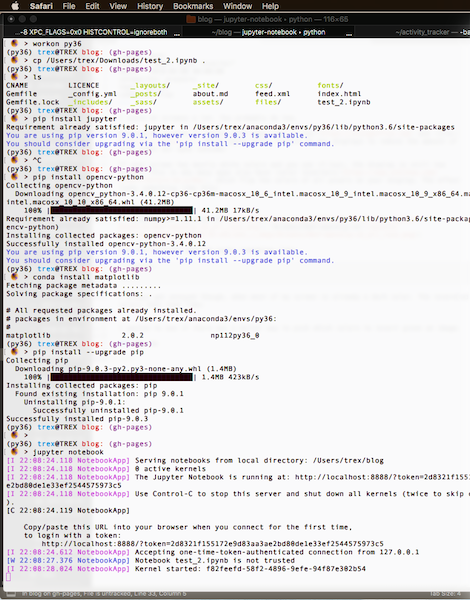 Safari File Edit View History Bookmarks Window Help
blog — jupyter-notebook • python — 116×65
...-8 XPC_FLAGS=0x0 HISTCONTROL=ignoreboth ~/blog — jupyter-notebook • python ~/activity_tracker — -ba
> workon py36
(py36) trex@TREX blog: (gh-pages)
> cp /Users/trex/Downloads/test_2.ipynb .
(py36) trex@TREX blog: (gh-pages)
> ls
CNAME LICENCE _layouts/ _site/ css/ fonts/
Gemfile _config.yml _posts/ about.md feed.xml index.html
Gemfile.lock _includes/ _sass/ assets/ files/ test_2.ipynb
(py36) trex@TREX blog: (gh-pages)
> pip install jupyter
Requirement already satisfied: jupyter in /Users/trex/anaconda3/envs/py36/lib/python3.6/site-packages
You are using pip version 9.0.1, however version 9.0.3 is available.
You should consider upgrading via the 'pip install --upgrade pip' command.
(py36) trex@TREX blog: (gh-pages)
> ^C
(py36) trex@TREX blog: (gh-pages)
> pip install opencv-python
Collecting opencv-python
Downloading opencv_python-3.4.0.12-cp36-cp36m-macosx_10_6_intel.macosx_10_9_intel.macosx_10_9_x86_64.ma
intel.macosx_10_10_x86_64.whl (41.2MB)
100% | | 41.2MB 17kB/s
Requirement already satisfied: numpy>=1.11.1 in /Users/trex/anaconda3/envs/py36/lib/python3.6/site-packag
encv-python)
Installing collected packages: opencv-python
Successfully installed opencv-python-3.4.0.12
You are using pip version 9.0.1, however version 9.0.3 is available.
You should consider upgrading via the 'pip install --upgrade pip' command.
(py36) trex@TREX blog: (gh-pages)
> conda install matplotlib
Fetching package metadata .........
Solving package specifications: .

# All requested packages already installed.
# packages in environment at /Users/trex/anaconda3/envs/py36:
#
matplotlib 2.0.2 np112py36_0
(py36) trex@TREX blog: (gh-pages)
> pip install --upgrade pip
Collecting pip
Downloading pip-9.0.3-py2.py3-none-any.whl (1.4MB)
100% | | 1.4MB 423kB/s
Installing collected packages: pip
Found existing installation: pip 9.0.1
Uninstalling pip-9.0.1:
Successfully uninstalled pip-9.0.1
Successfully installed pip-9.0.3
>
(py36) trex@TREX blog: (gh-pages)
> jupyter notebook
[I 22:08:24.118 NotebookApp] Serving notebooks from local directory: /Users/trex/blog
[I 22:08:24.118 NotebookApp] 0 active kernels
[I 22:08:24.118 NotebookApp] The Jupyter Notebook is running at: http://localhost:8888/?token=2d8321f155
e2bd80de1e33ef2544575973c5
[I 22:08:24.118 NotebookApp] Use Control-C to stop this server and shut down all kernels (twice to skip c
).
[C 22:08:24.119 NotebookApp]

Copy/paste this URL into your browser when you connect for the first time,
to login with a token:
http://localhost:8888/?token=2d8321f155172e9d83aa3ae2bd80de1e33ef2544575973c5
[I 22:08:24.612 NotebookApp] Accepting one-time-token-authenticated connection from 127.0.0.1
[W 22:08:27.376 NotebookApp] Notebook test_2.ipynb is not trusted
[I 22:08:28.024 NotebookApp] Kernel started: f82feefd-58f2-4896-9efe-94f87e302b54
in blog on gh-pages, File is untracked, Line 33, Column 5 Tab Size: 4